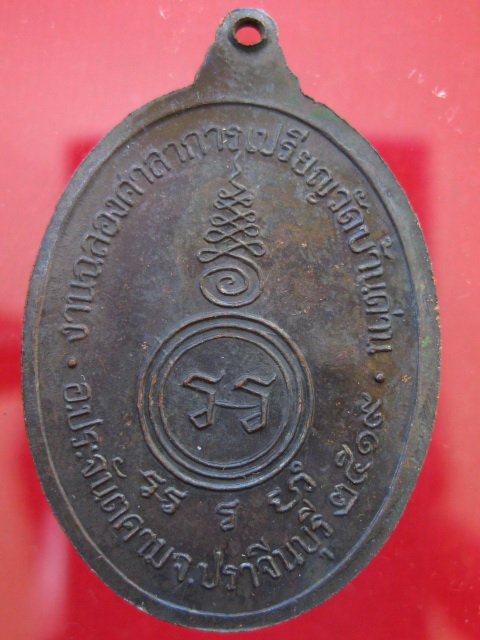 งานฉลองศาลาการเปรียญวัดบ้านด่าน
อ.ประจันตคามจ.ปราจีนบุรี ๒๕๑๙